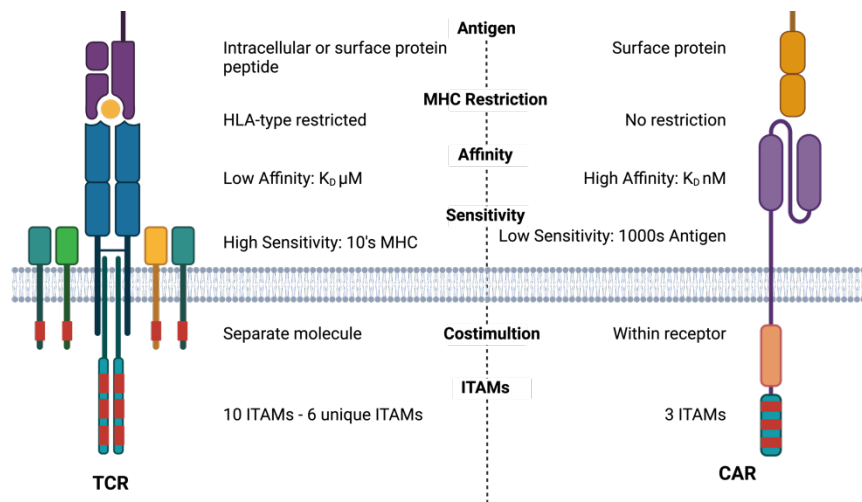 Antigen
Intracellular or surface protein
peptide
Surface protein
MHC Restriction
HLA-type restricted
No restriction
Affinity
Low Affinity: K_D µM
High Affinity: K_D nM
Sensitivity
High Sensitivity: 10's MHC
Low Sensitivity: 1000s Antigen
Separate molecule
Costimultion
Within receptor
ITAMs
10 ITAMs - 6 unique ITAMs
3 ITAMs
TCR
CAR